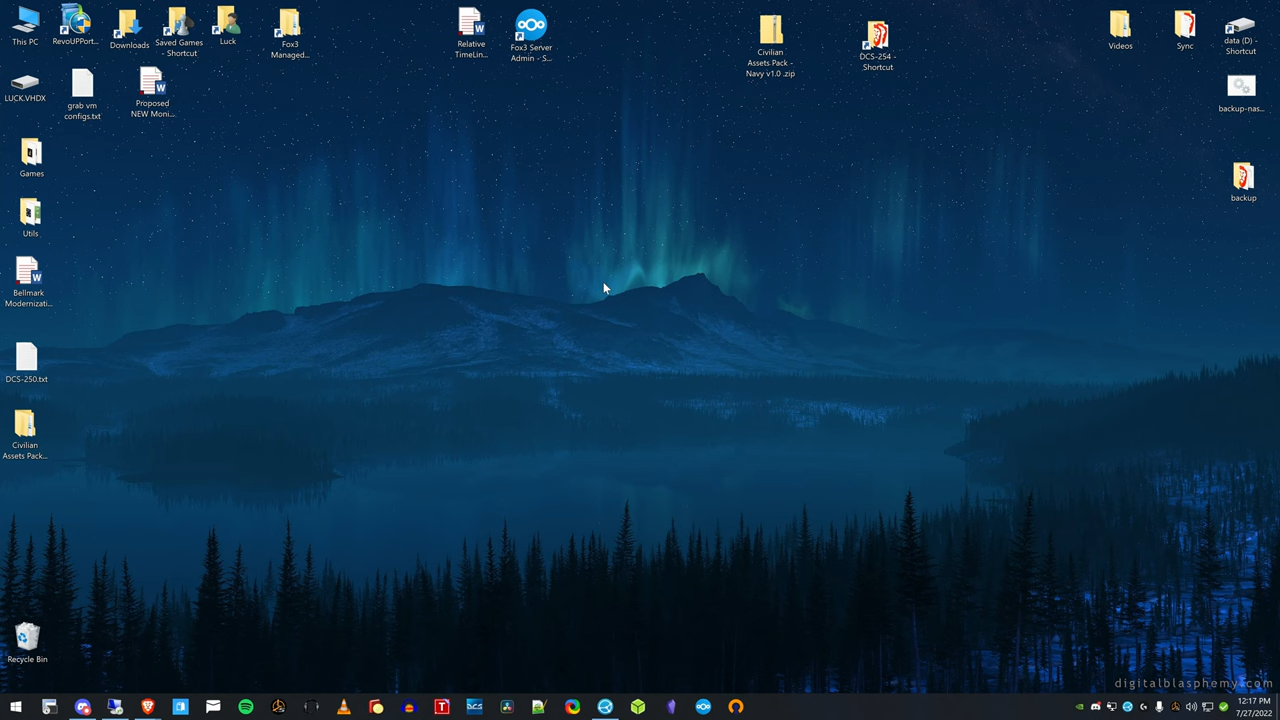 This PC
RevoUPPort...
Downloads
Saved Games
- Shortcut
Luck
Fox3
Managed...
Relative
TimeLin...
Fox3 Server
Admin - S...
Civilian
Assets Pack -
Navy v1.0 .zip
DCS-254 -
Shortcut
Videos
Sync
data (D) -
Shortcut
LUCK.VHDX
grab vm
configs.txt
Proposed
NEW Moni...
backup-nas...
Games
backup
Utils
Bellmark
Modernizati...
DCS-250.txt
Civilian
Assets Pack...
Recycle Bin
digitalblasphemy.com
DCS
12:17 PM
7/27/2022